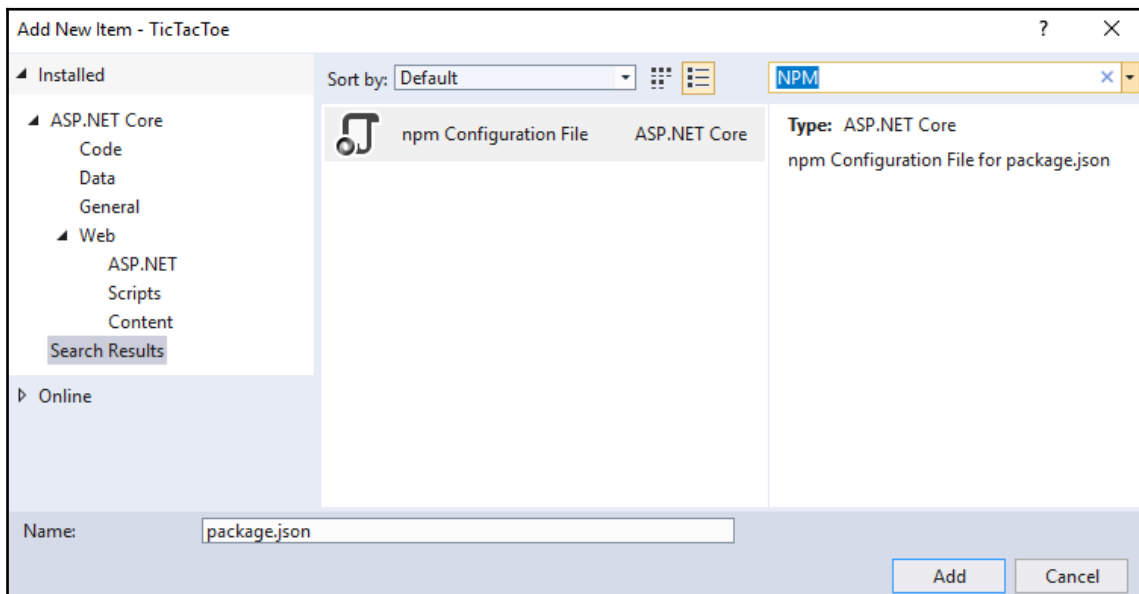 Add New Item - TicTacToe
?
Installed
Sort by: Default
NPM
ASP.NET Core
Code
Data
General
Web
ASP.NET
Scripts
Content
Search Results
Online
npm Configuration File ASP.NET Core
Type: ASP.NET Core
npm Configuration File for package.json
Name: package.json
Add Cancel